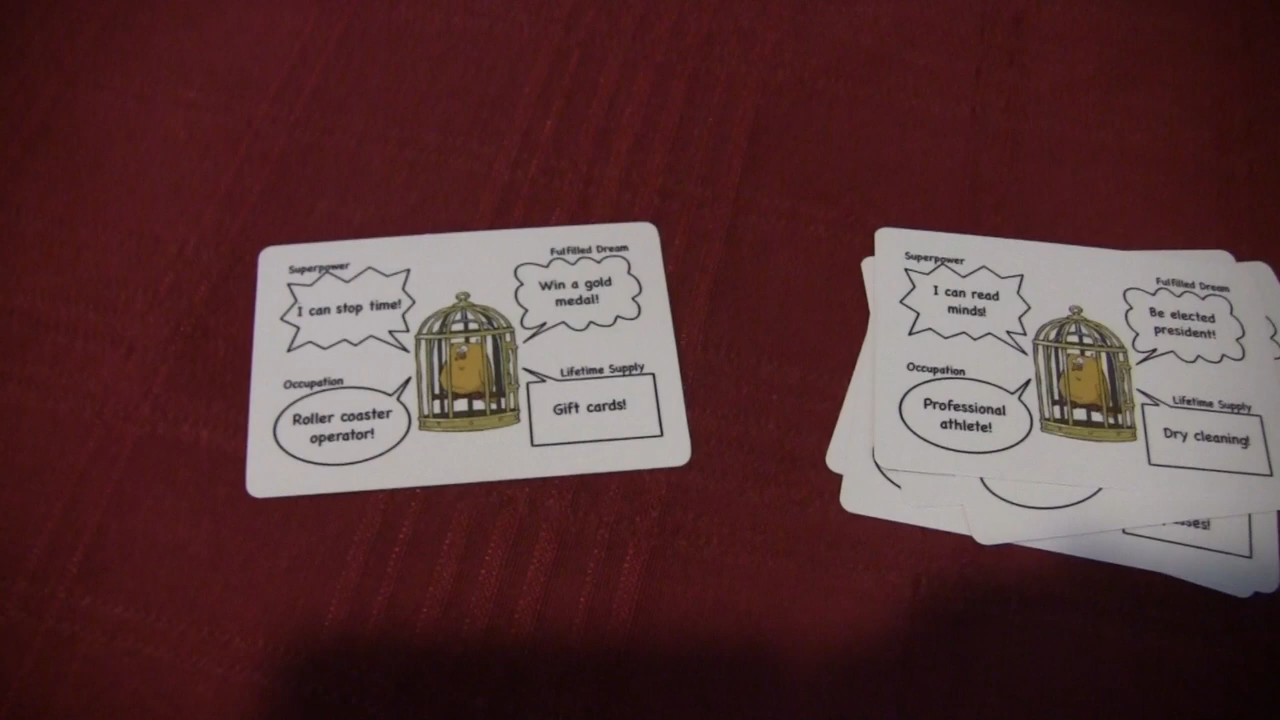 Superpower
I can stop time!
Fulfilled Dream
Win a gold
medal!
Occupation
Roller coaster
operator!
Lifetime Supply
Gift cards!
Superpower
I can read
minds!
Fulfilled Dream
Be elected
president!
Occupation
Professional
athlete!
Lifetime Supply
Dry cleaning!